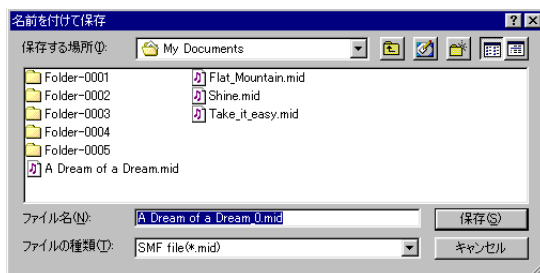 名前を付けて保存
保存する場所(I): My Documents
Folder-0001 Flat_Mountain.mid
Folder-0002 Shine.mid
Folder-0003 Take_it_easy.mid
Folder-0004
Folder-0005
A Dream of a Dream.mid
ファイル名(N): A Dream of a Dream_0.mid 保存(S)
ファイルの種類(T): SMF file(*.mid) キャンセル